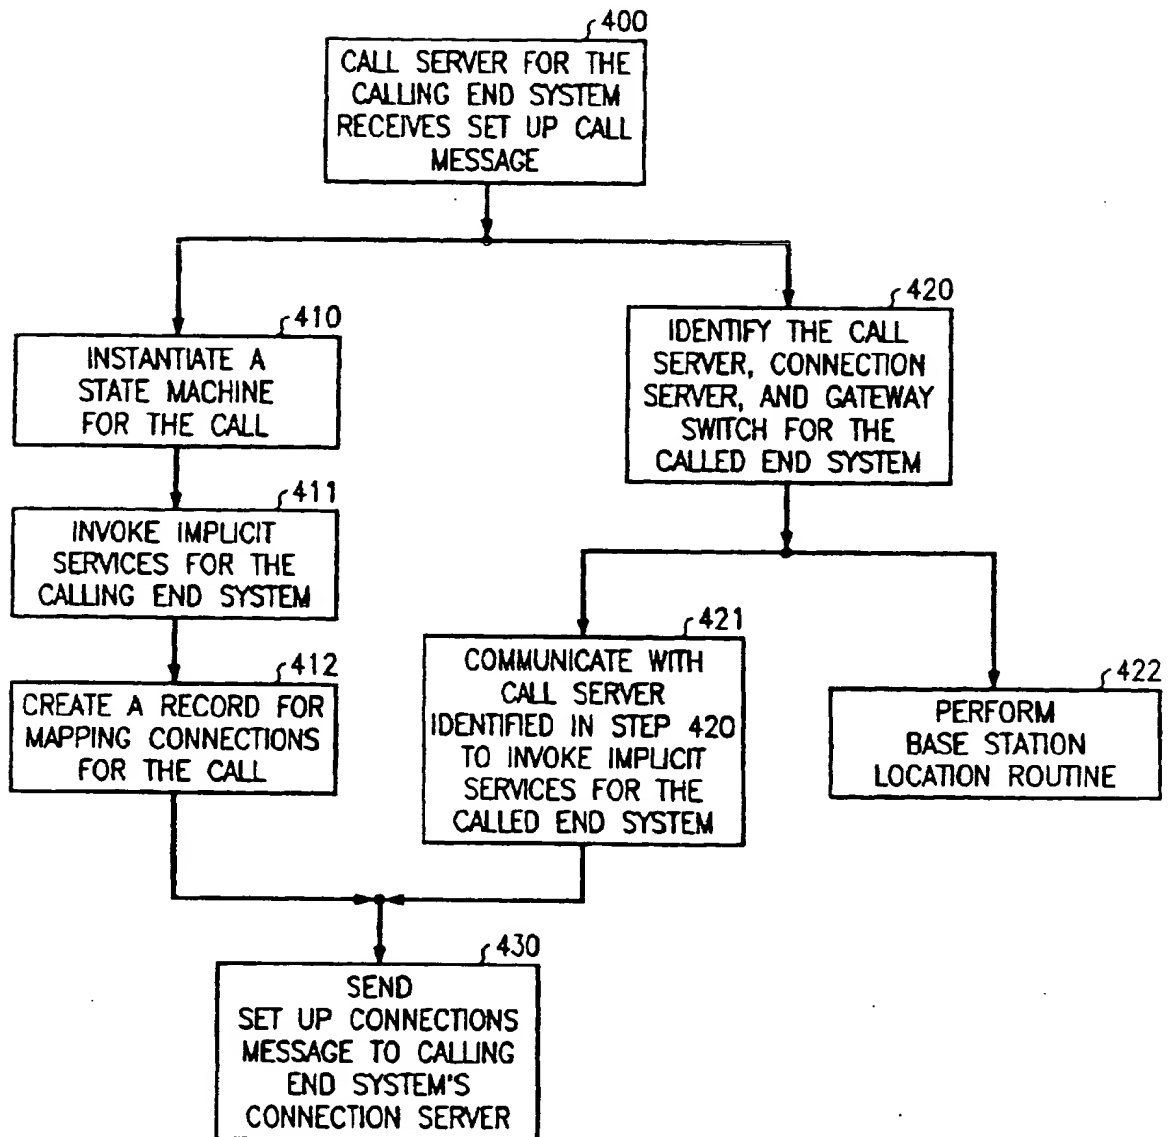 400
CALL SERVER FOR THE
CALLING END SYSTEM
RECEIVES SET UP CALL
MESSAGE
410
INSTANTIATE A
STATE MACHINE
FOR THE CALL
420
IDENTIFY THE CALL
SERVER, CONNECTION
SERVER, AND GATEWAY
SWITCH FOR THE
CALLED END SYSTEM
411
INVOKE IMPLICIT
SERVICES FOR THE
CALLING END SYSTEM
412
CREATE A RECORD FOR
MAPPING CONNECTIONS
FOR THE CALL
421
COMMUNICATE WITH
CALL SERVER
IDENTIFIED IN STEP 420
TO INVOKE IMPLICIT
SERVICES FOR THE
CALLED END SYSTEM
422
PERFORM
BASE STATION
LOCATION ROUTINE
430
SEND
SET UP CONNECTIONS
MESSAGE TO CALLING
END SYSTEM'S
CONNECTION SERVER